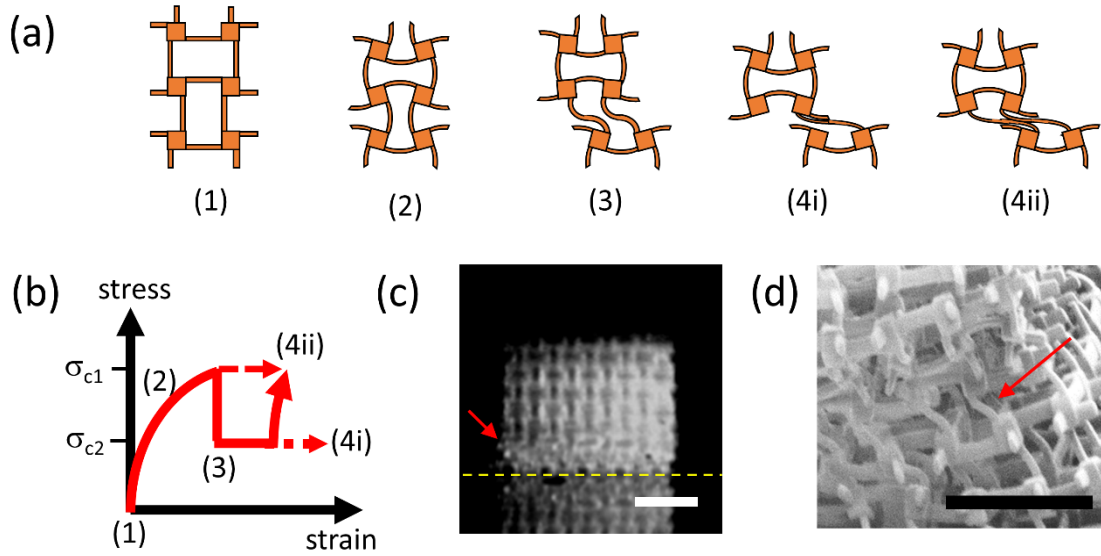 (a)
(1)
(2)
(3)
(4i)
(4ii)
(b)
stress
σc1
(2)
(4ii)
σc2
(3)
(4i)
(1)
strain
(c)
(d)